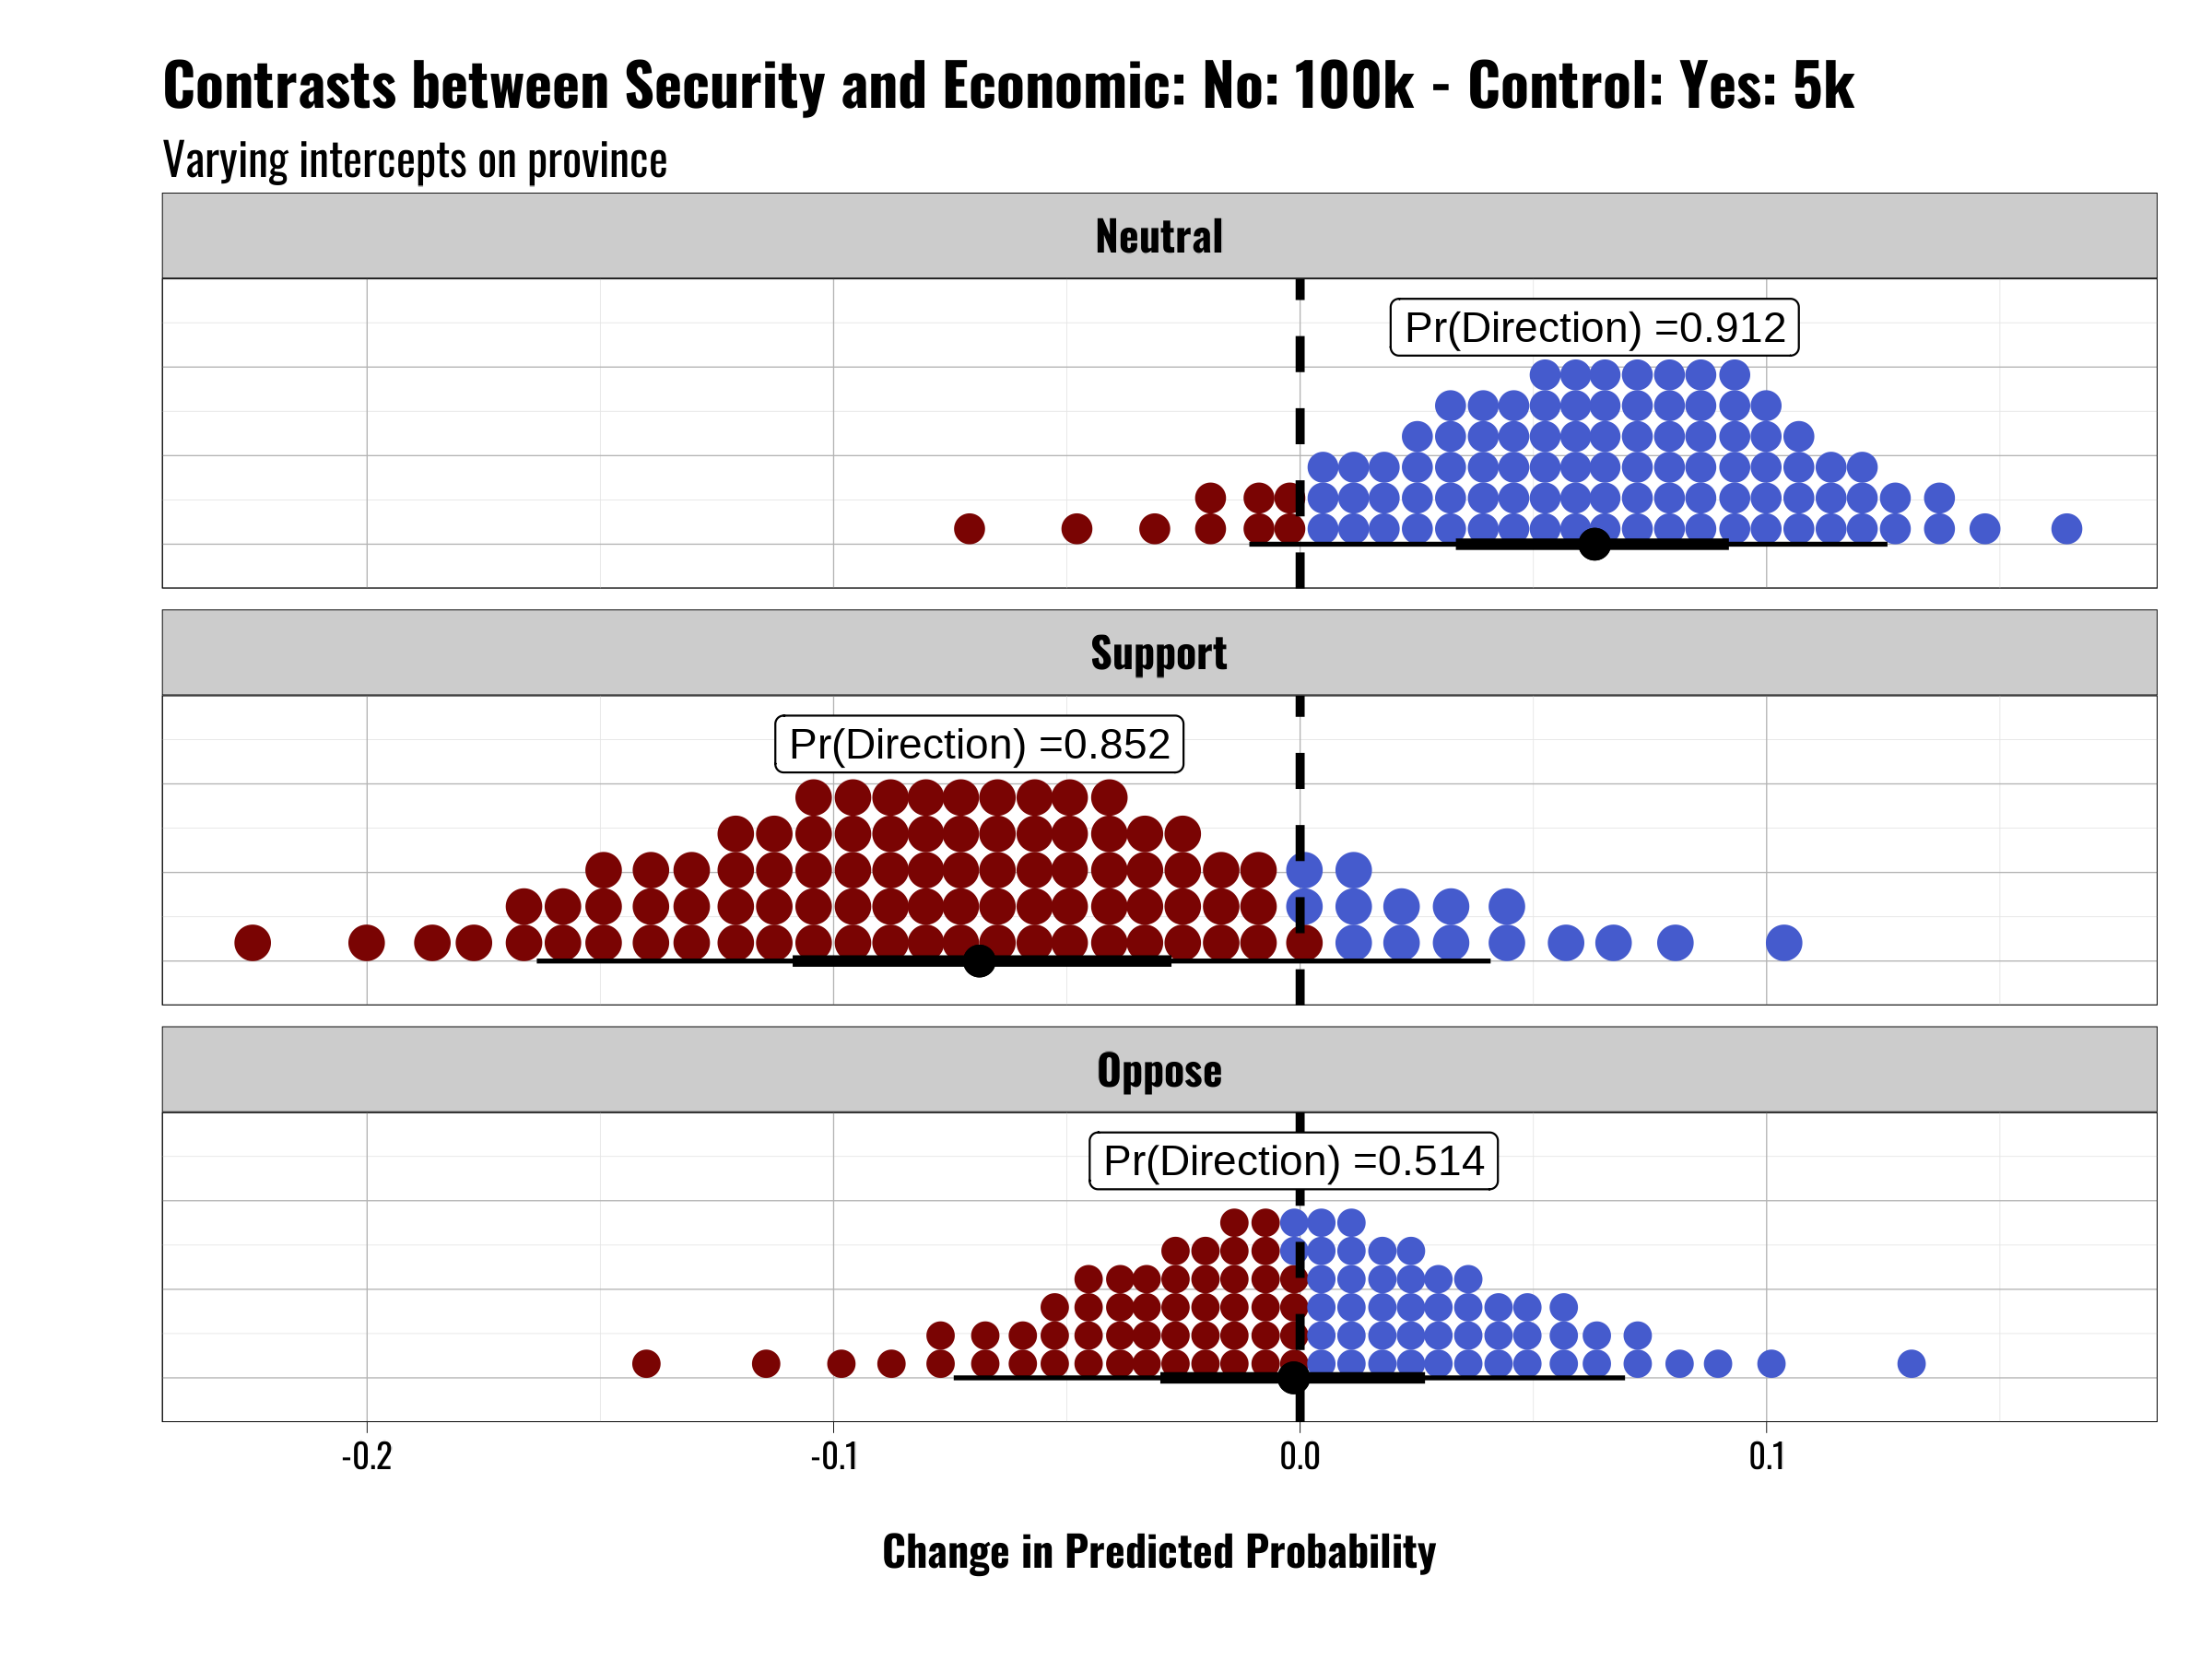 Contrasts between Security and Economic: No: 100k - Control: Yes: 5k
Varying intercepts on province
Neutral
Pr(Direction) =0.912
Support
Pr(Direction) =0.852
Oppose
Pr(Direction) =0.514
-0.2 -0.1 0.0 0.1
Change in Predicted Probability